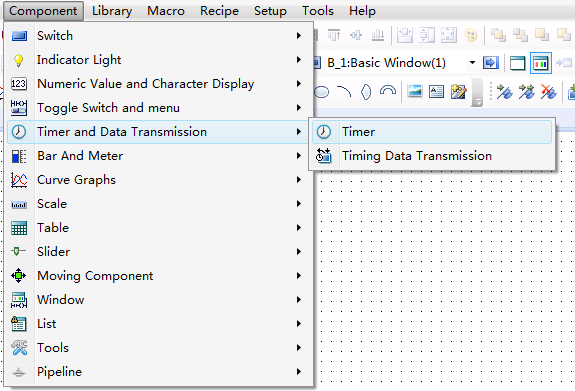 Component Library Macro Recipe Setup Tools Help
Switch
Indicator Light
B_1:Basic Window(1)
123 Numeric Value and Character Display
Toggle Switch and menu
Timer and Data Transmission
Timer
Bar And Meter
Timing Data Transmission
Curve Graphs
Scale
Table
Slider
Moving Component
Window
List
Tools
Pipeline